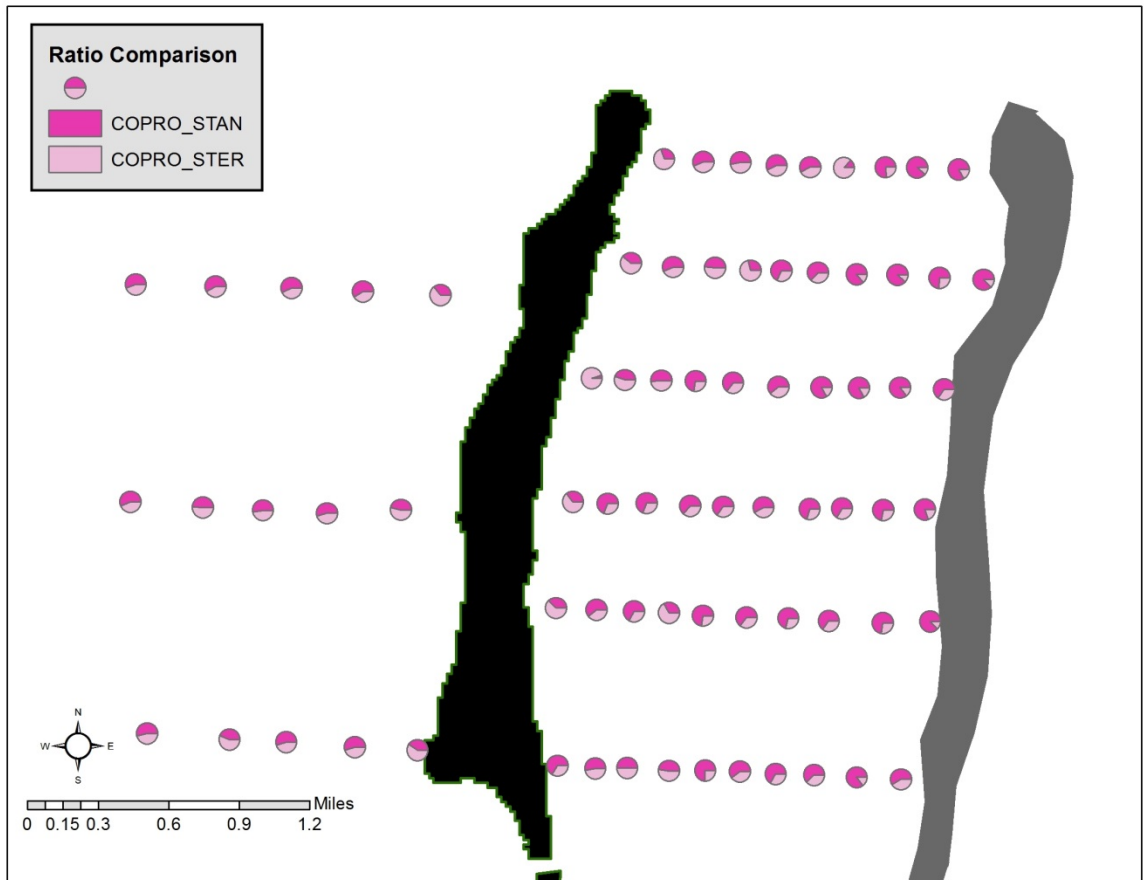 Ratio Comparison
COPRO_STAN
COPRO_STER
N
W E
S
Miles
0 0.15 0.3 0.6 0.9 1.2